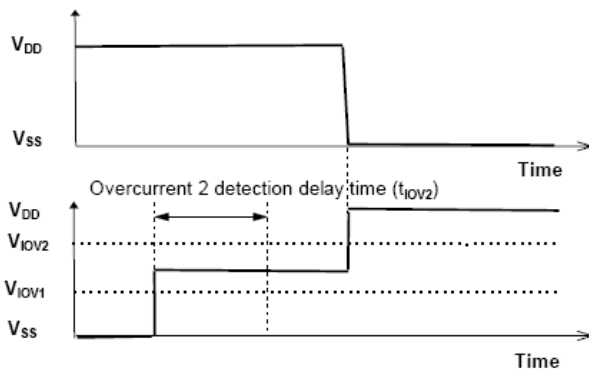 VDD
VSS
Time
Overcurrent 2 detection delay time (tIOV2)
VDD
VIOV2
VIOV1
VSS
Time